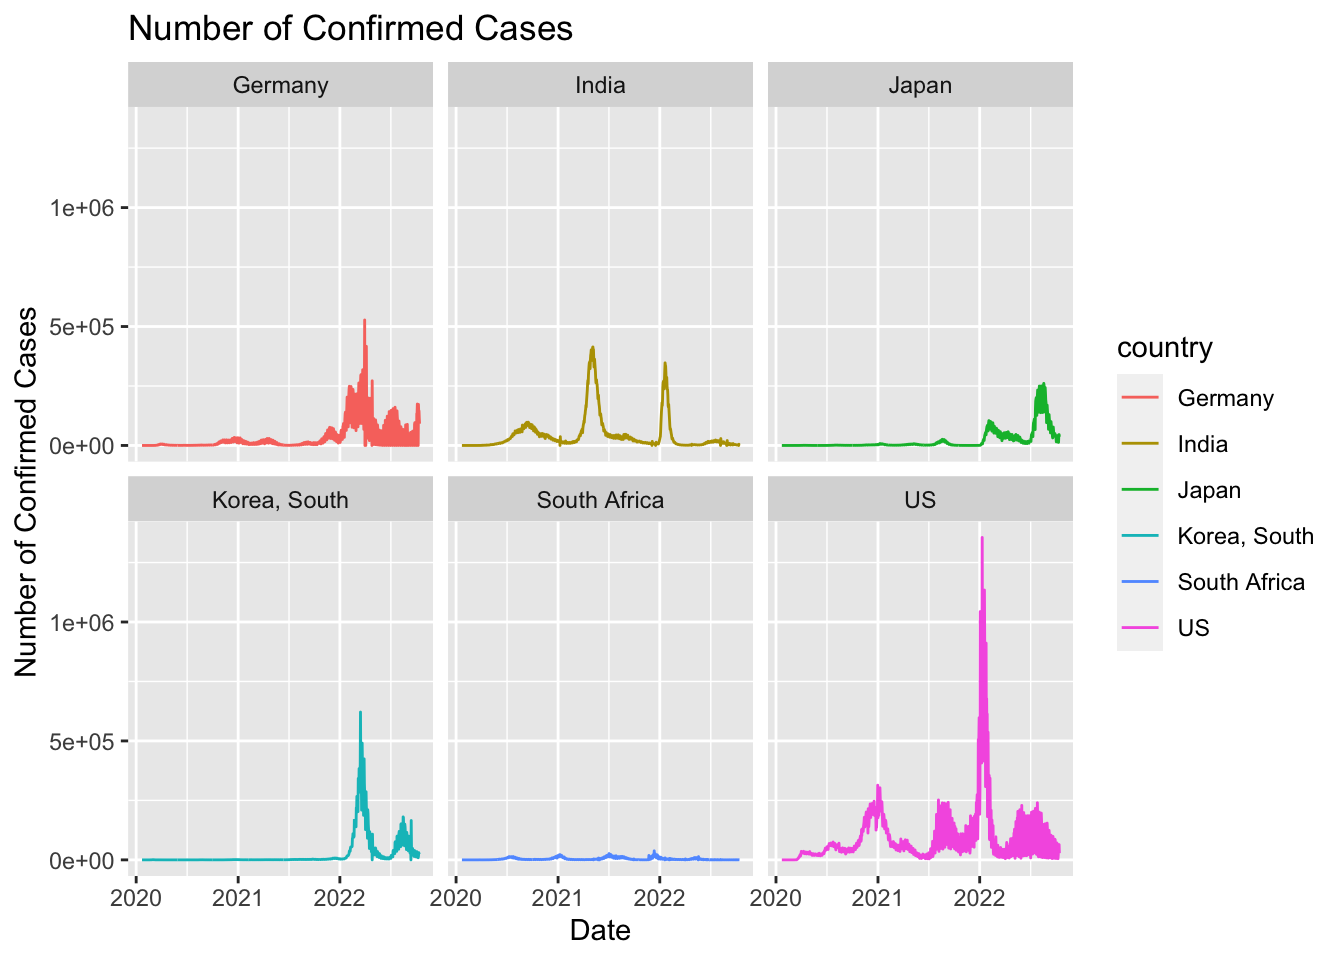 Number of Confirmed Cases
Germany India Japan
1e+06
5e+05
0e+00
Korea, South South Africa US
1e+06
5e+05
0e+00
2020 2021 2022 2020 2021 2022 2020 2021 2022
Date
Number of Confirmed Cases
country
Germany
India
Japan
Korea, South
South Africa
US